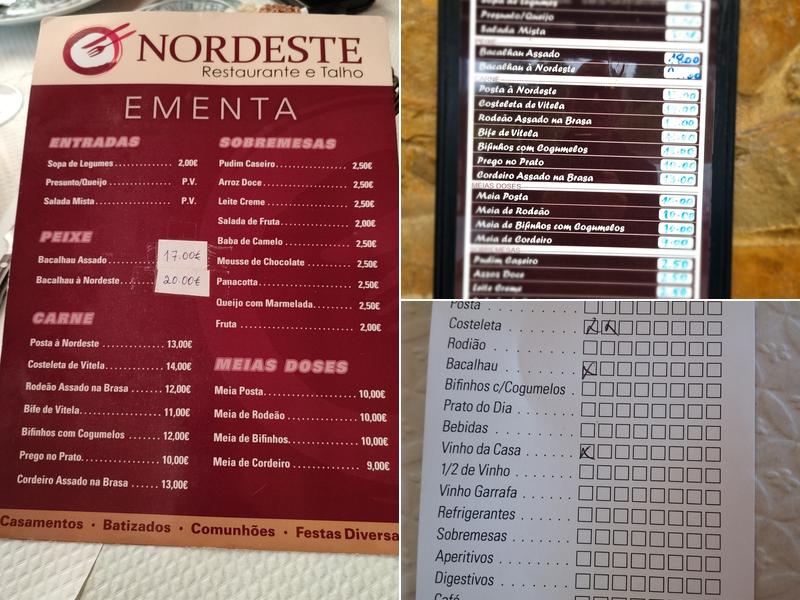 NORDESTE
Restaurante e Talho
EMENTA
ENTRADAS
Sopa de Legumes 2,00€
Presunto/Queijo P.V.
Salada Mista P.V.
PEIXE
Bacalhau Assado 17.00€
Bacalhau à Nordeste 20.00€
CARNE
Posta à Nordeste 13,00€
Costeleta de Vitela 14,00€
Rodeão Assado na Brasa 12,00€
Bife de Vitela 11,00€
Bifinhos com Cogumelos 12,00€
Prego no Prato 10,00€
Cordeiro Assado na Brasa 13,00€
SOBREMESAS
Pudim Caseiro 2,50€
Arroz Doce 2,50€
Leite Creme 2,50€
Salada de Fruta 2,00€
Baba de Camelo 2,50€
Mousse de Chocolate 2,50€
Panacotta 2,50€
Queijo com Marmelada 2,50€
Fruta 2,00€
MEIAS DOSES
Meia Posta 10,00€
Meia de Rodeão 10,00€
Meia de Bifinhos 10,00€
Meia de Cordeiro 9,00€
Casamentos · Batizados · Comunhões · Festas Diversa
Sopa de Legumes
Presunto/Queijo
Salada Mista
PEIXE
Bacalhau Assado
Bacalhau à Nordeste
CARNE
Posta à Nordeste
Costeleta de Vitela
Rodeão Assado na Brasa
Bife de Vitela
Bifinhos com Cogumelos
Prego no Prato
Cordeiro Assado na Brasa
MEIAS DOSES
Meia Posta
Meia de Rodeão
Meia de Bifinhos com Cogumelos
Meia de Cordeiro
SOBREMESAS
Pudim Caseiro 2.50
Arroz Doce
Leite Creme
Posta
Costeleta
Rodião
Bacalhau
Bifinhos c/Cogumelos
Prato do Dia
Bebidas
Vinho da Casa
1/2 de Vinho
Vinho Garrafa
Refrigerantes
Sobremesas
Aperitivos
Digestivos
Café